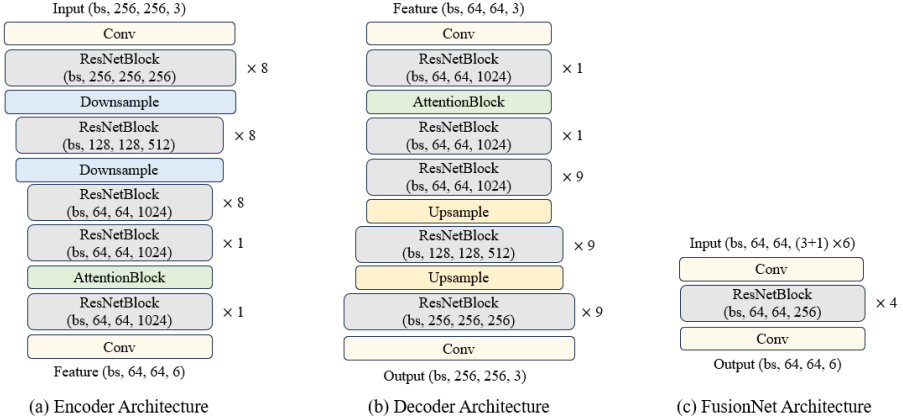 Input (bs, 256, 256, 3)
Conv
ResNetBlock
(bs, 256, 256, 256)
× 8
Downsample
ResNetBlock
(bs, 128, 128, 512)
× 8
Downsample
ResNetBlock
(bs, 64, 64, 1024)
× 8
ResNetBlock
(bs, 64, 64, 1024)
× 1
AttentionBlock
ResNetBlock
(bs, 64, 64, 1024)
× 1
Conv
Feature (bs, 64, 64, 6)
(a) Encoder Architecture
Feature (bs, 64, 64, 3)
Conv
ResNetBlock
(bs, 64, 64, 1024)
× 1
AttentionBlock
ResNetBlock
(bs, 64, 64, 1024)
× 1
ResNetBlock
(bs, 64, 64, 1024)
× 9
Upsample
ResNetBlock
(bs, 128, 128, 512)
× 9
Upsample
ResNetBlock
(bs, 256, 256, 256)
× 9
Conv
Output (bs, 256, 256, 3)
(b) Decoder Architecture
Input (bs, 64, 64, (3+1) ×6)
Conv
ResNetBlock
(bs, 64, 64, 256)
× 4
Conv
Output (bs, 64, 64, 6)
(c) FusionNet Architecture